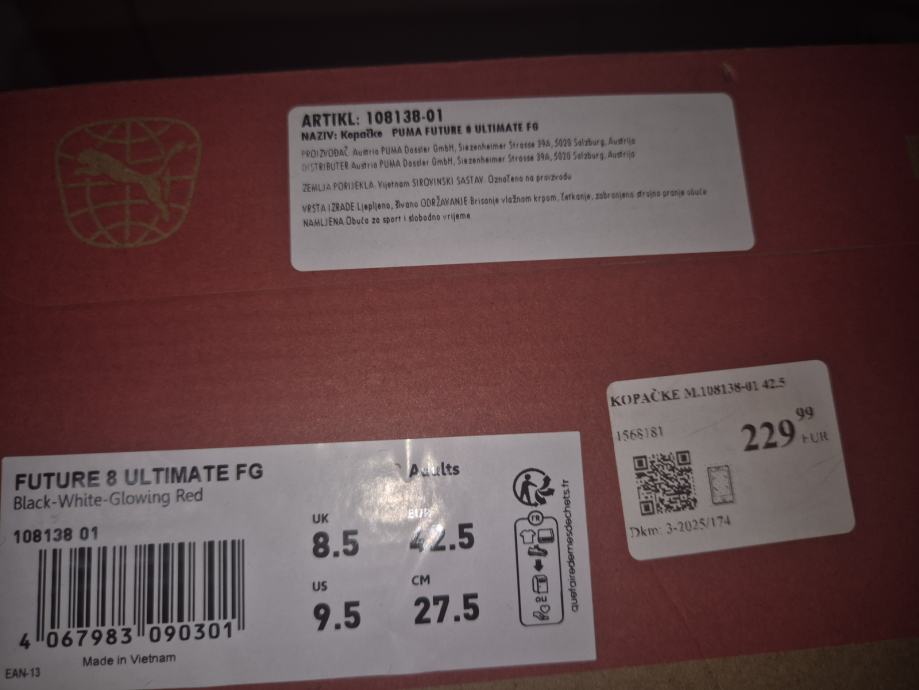 ARTIKL: 108138-01
NAZIV: Kopačke PUMA FUTURE 8 ULTIMATE FG
PROIZVOĐAČ Austria PUMA Dassler GmbH, Siezenheimer Strasse 39A, 5020 Salzburg, Austrija
DISTRIBUTER Austria PUMA Dassler GmbH, Siezenheimer Strasse 39A, 5020 Salzburg, Austrija
ZEMLJA PORIJEKLA. Vijetnam SIROVINSKI SASTAV. Označeno na proizvodu
VRSTA IZRADE Ljepljeno, Šivano ODRŽAVANJE Brisanje vlažnom krpom, četkanje, zabranjeno strojno pranje obuće
NAMJENA Obuća za sport i slobodno vrijeme
KOPAČKE M.108138-01 42.5
1568181
229 99 EUR
Dkm: 3-2025/174
FUTURE 8 ULTIMATE FG
Black-White-Glowing Red
108138 01
Adults
UK
8.5
EUR
42.5
US
9.5
CM
27.5
4 067983 090301
EAN-13
Made in Vietnam
FR
quefairedemesdechets.fr